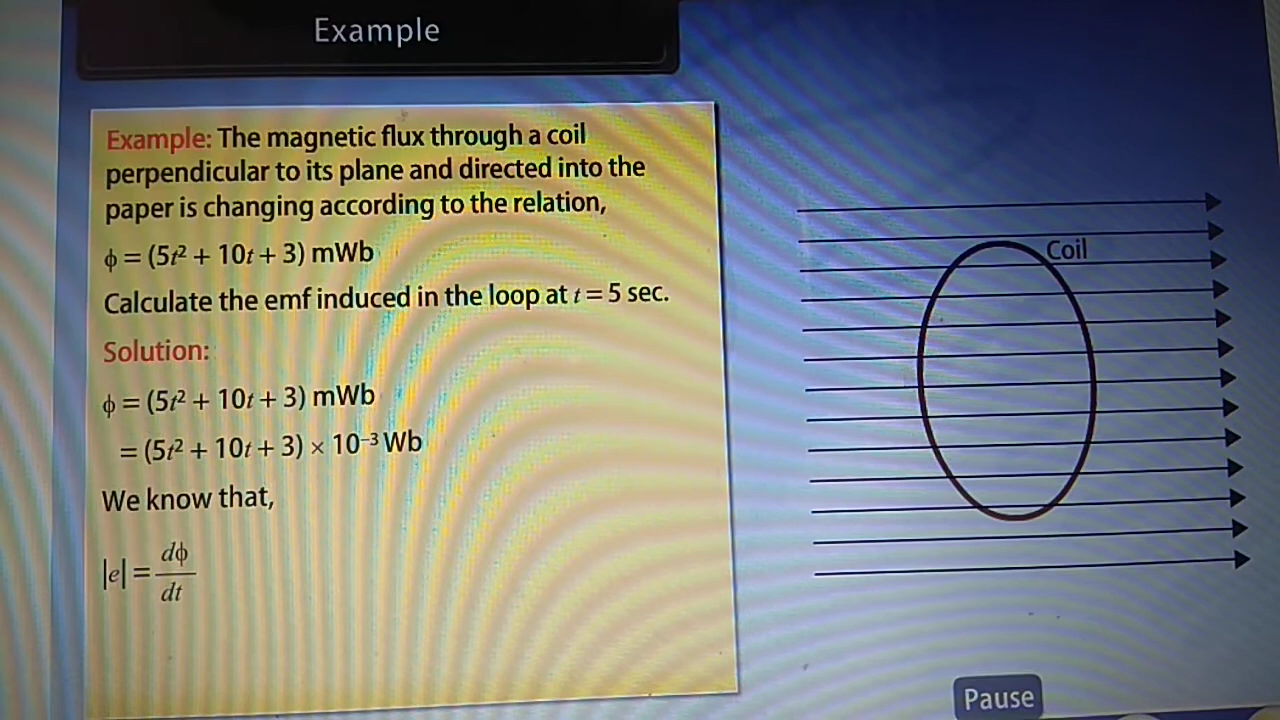 Example
Example: The magnetic flux through a coil
perpendicular to its plane and directed into the
paper is changing according to the relation,
ϕ = (5t² + 10t + 3) mWb
Calculate the emf induced in the loop at t = 5 sec.
Solution:
ϕ = (5t² + 10t + 3) mWb
= (5t² + 10t + 3) × 10⁻³ Wb
We know that,
|e| = dϕ/dt
Coil
Pause